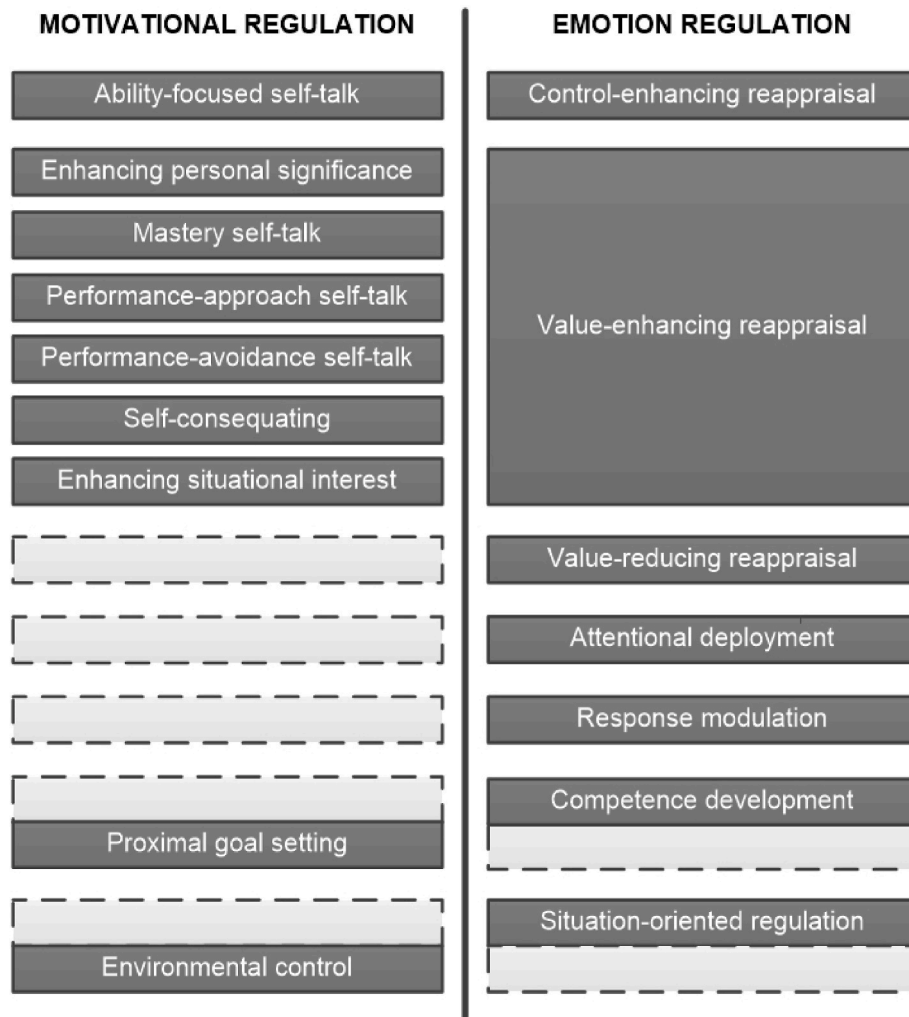 MOTIVATIONAL REGULATION
EMOTION REGULATION
Ability-focused self-talk
Control-enhancing reappraisal
Enhancing personal significance
Mastery self-talk
Performance-approach self-talk
Performance-avoidance self-talk
Self-consequating
Enhancing situational interest
Value-enhancing reappraisal
Value-reducing reappraisal
Attentional deployment
Response modulation
Competence development
Proximal goal setting
Situation-oriented regulation
Environmental control